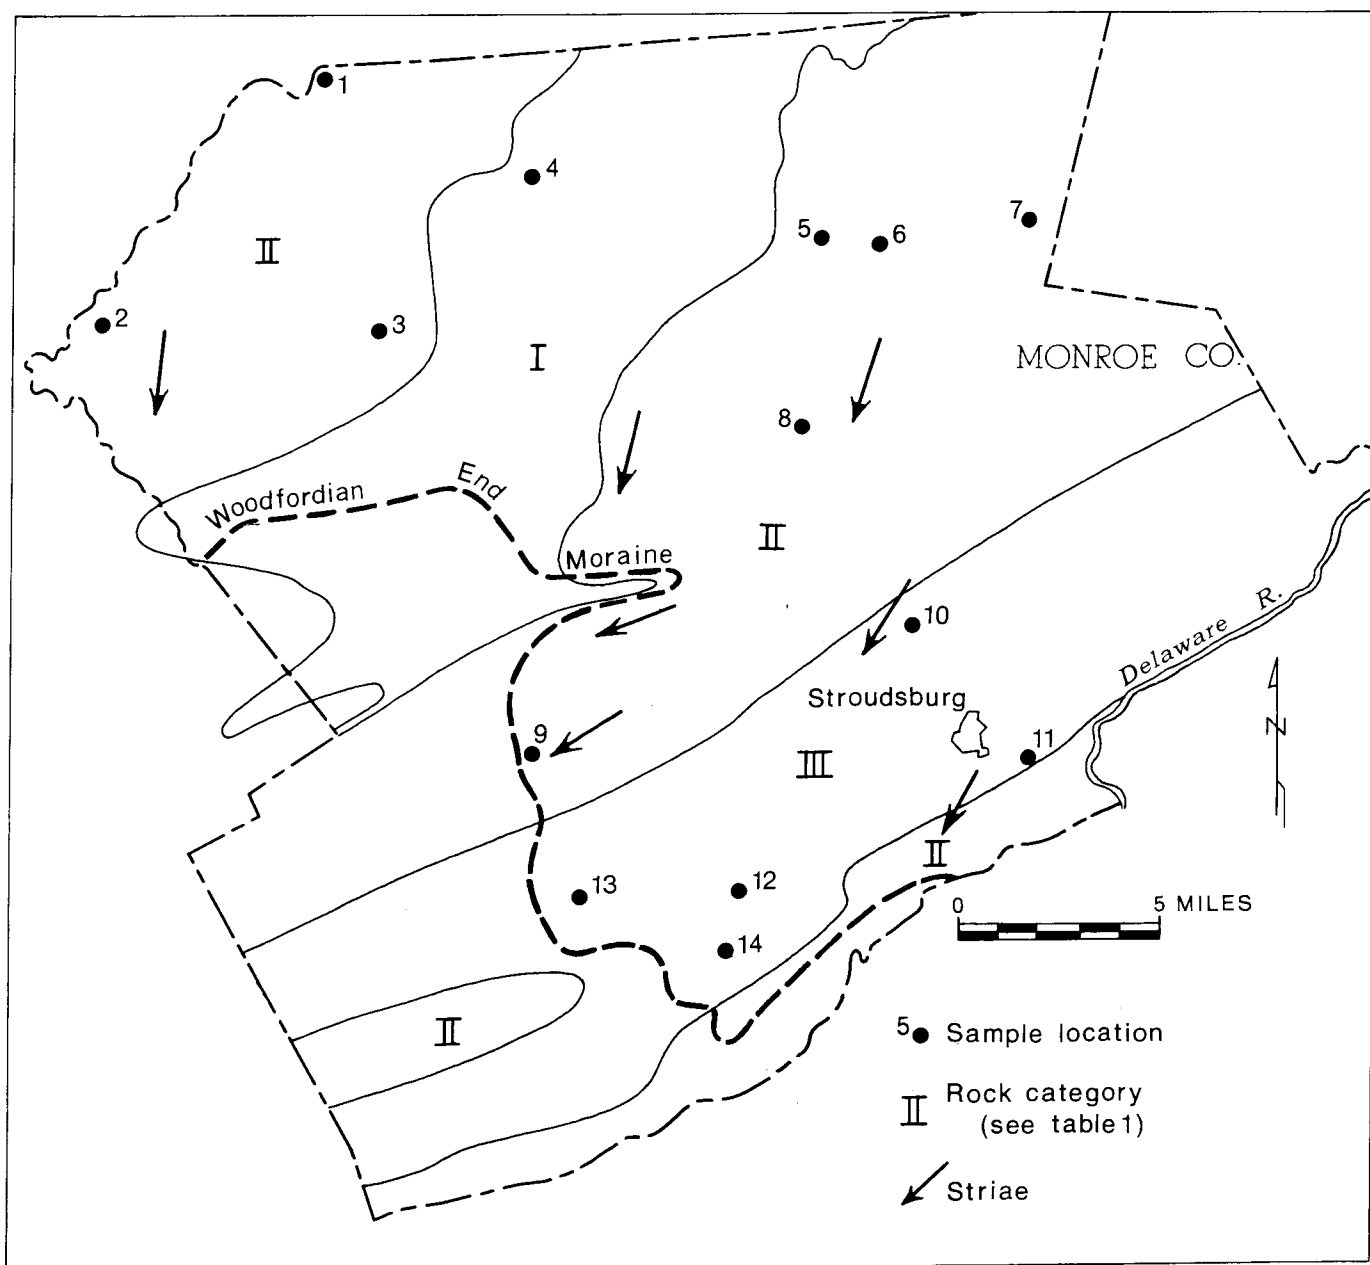 1
4
7
5
6
II
2
3
I
MONROE CO.
8
End
Woodfordian
II
Moraine
10
Delaware R.
Stroudsburg
N
9
11
III
II
13
12
0 5 MILES
14
II
5 Sample location
II Rock category
(see table 1)
Striae